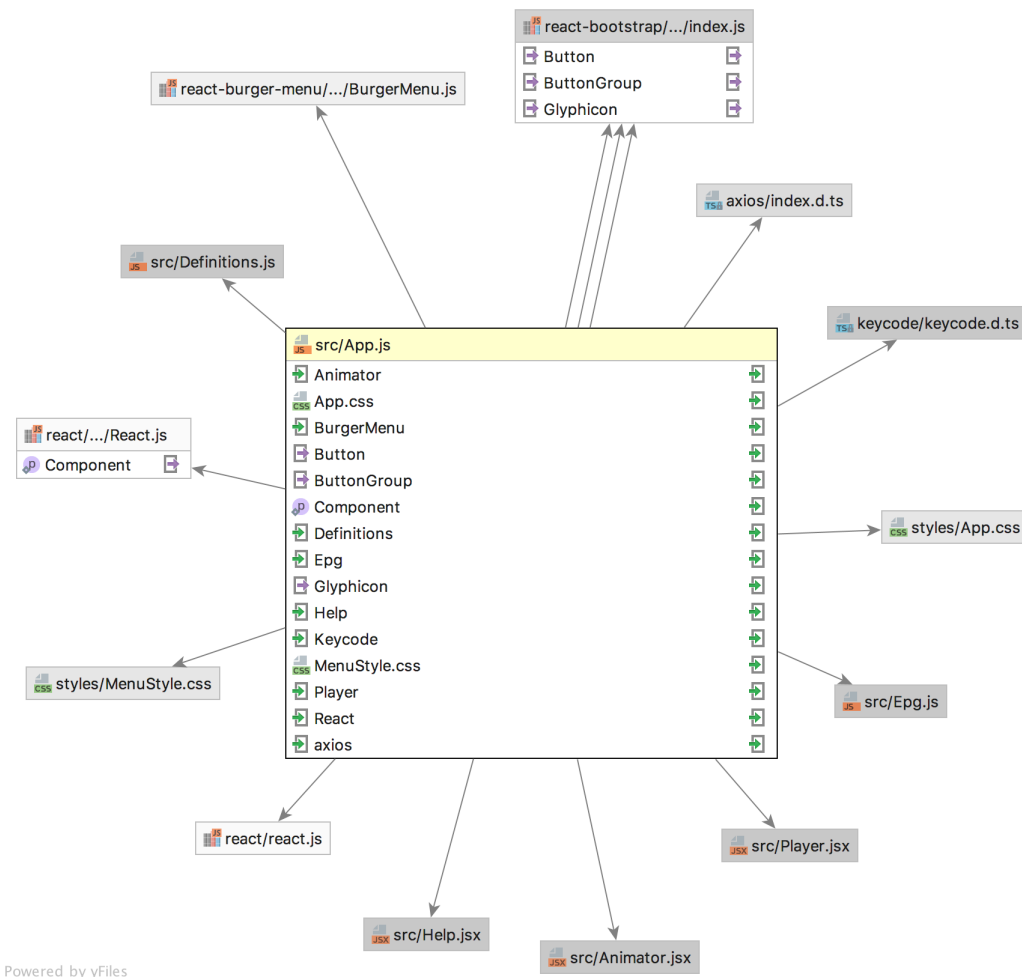 react-bootstrap/.../index.js
Button
ButtonGroup
Glyphicon
react-burger-menu/.../BurgerMenu.js
axios/index.d.ts
src/Definitions.js
keycode/keycode.d.ts
src/App.js
Animator
App.css
BurgerMenu
Button
ButtonGroup
Component
Definitions
Epg
Glyphicon
Help
Keycode
MenuStyle.css
Player
React
axios
react/.../React.js
Component
styles/App.css
styles/MenuStyle.css
src/Epg.js
react/react.js
src/Player.jsx
src/Help.jsx
src/Animator.jsx
Powered by yFiles